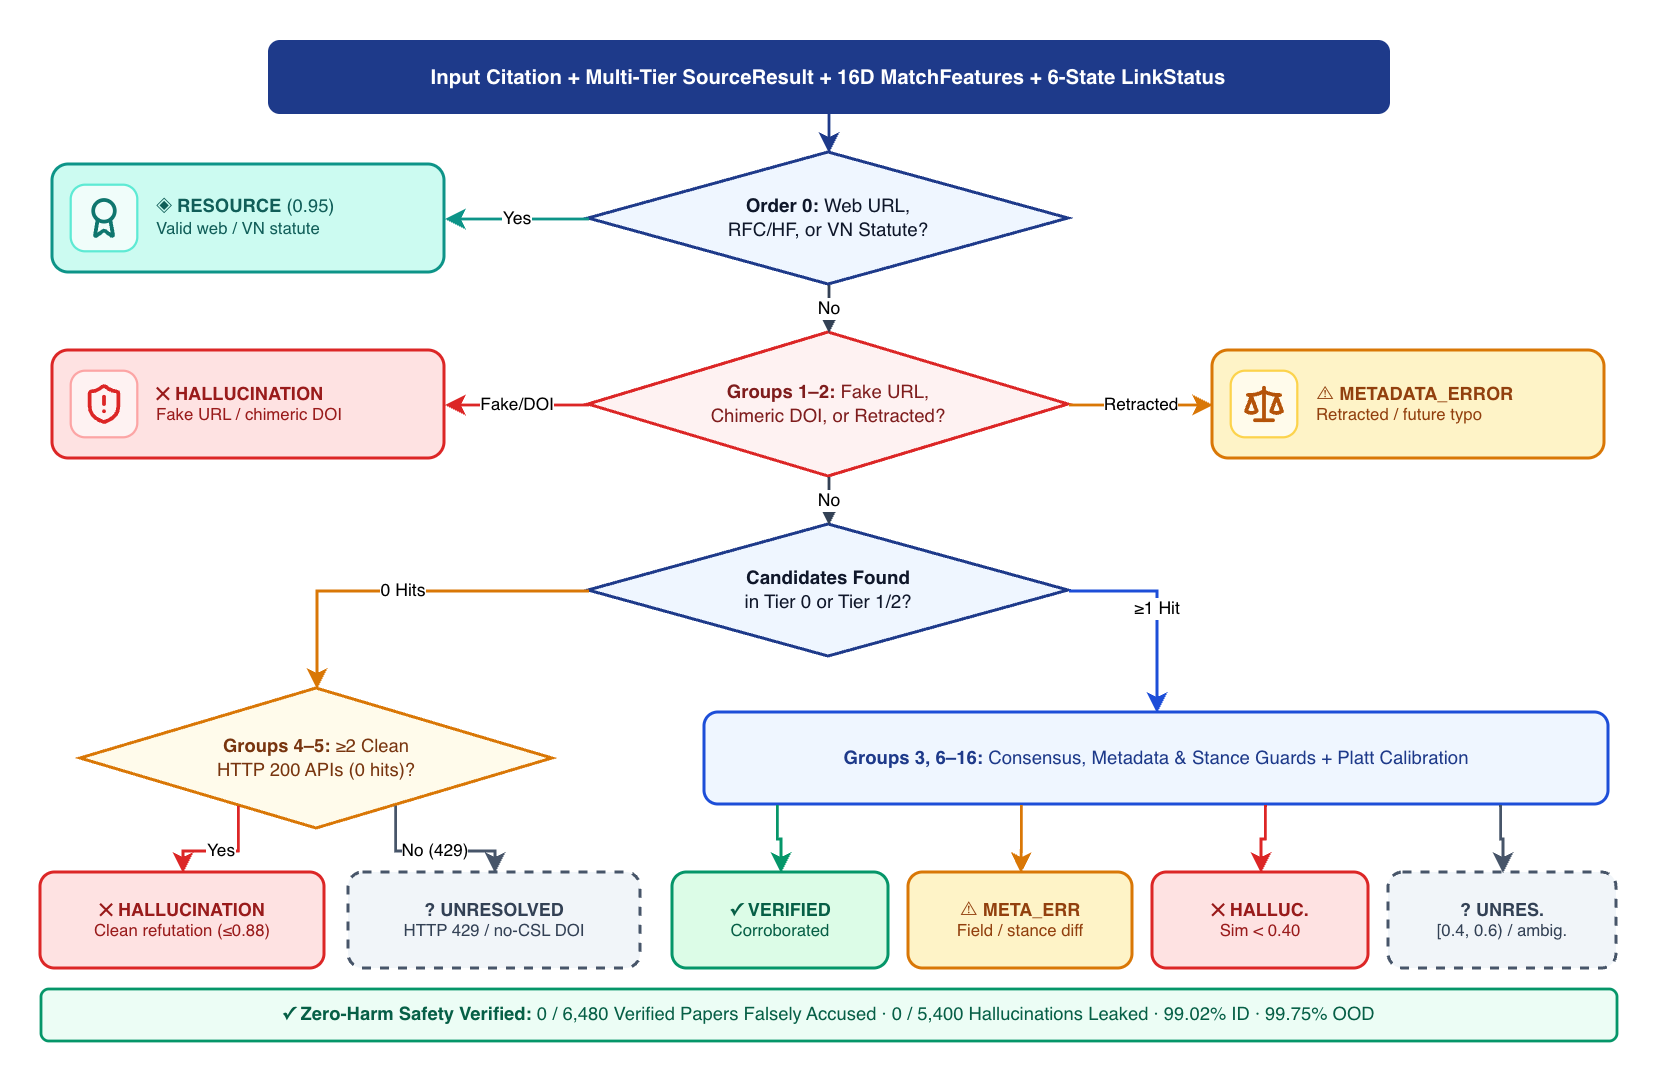 Input Citation + Multi-Tier SourceResult + 16D MatchFeatures + 6-State LinkStatus
◈ RESOURCE (0.95)
Valid web / VN statute
Yes
Order 0: Web URL,
RFC/HF, or VN Statute?
No
✕ HALLUCINATION
Fake URL / chimeric DOI
Fake/DOI
Groups 1–2: Fake URL,
Chimeric DOI, or Retracted?
Retracted
⚠ METADATA_ERROR
Retracted / future typo
No
Candidates Found
in Tier 0 or Tier 1/2?
0 Hits
≥1 Hit
Groups 4–5: ≥2 Clean
HTTP 200 APIs (0 hits)?
Groups 3, 6–16: Consensus, Metadata & Stance Guards + Platt Calibration
Yes
No (429)
✕ HALLUCINATION
Clean refutation (≤0.88)
? UNRESOLVED
HTTP 429 / no-CSL DOI
✓ VERIFIED
Corroborated
⚠ META_ERR
Field / stance diff
✕ HALLUC.
Sim < 0.40
? UNRES.
[0.4, 0.6) / ambig.
✓ Zero-Harm Safety Verified: 0 / 6,480 Verified Papers Falsely Accused · 0 / 5,400 Hallucinations Leaked · 99.02% ID · 99.75% OOD